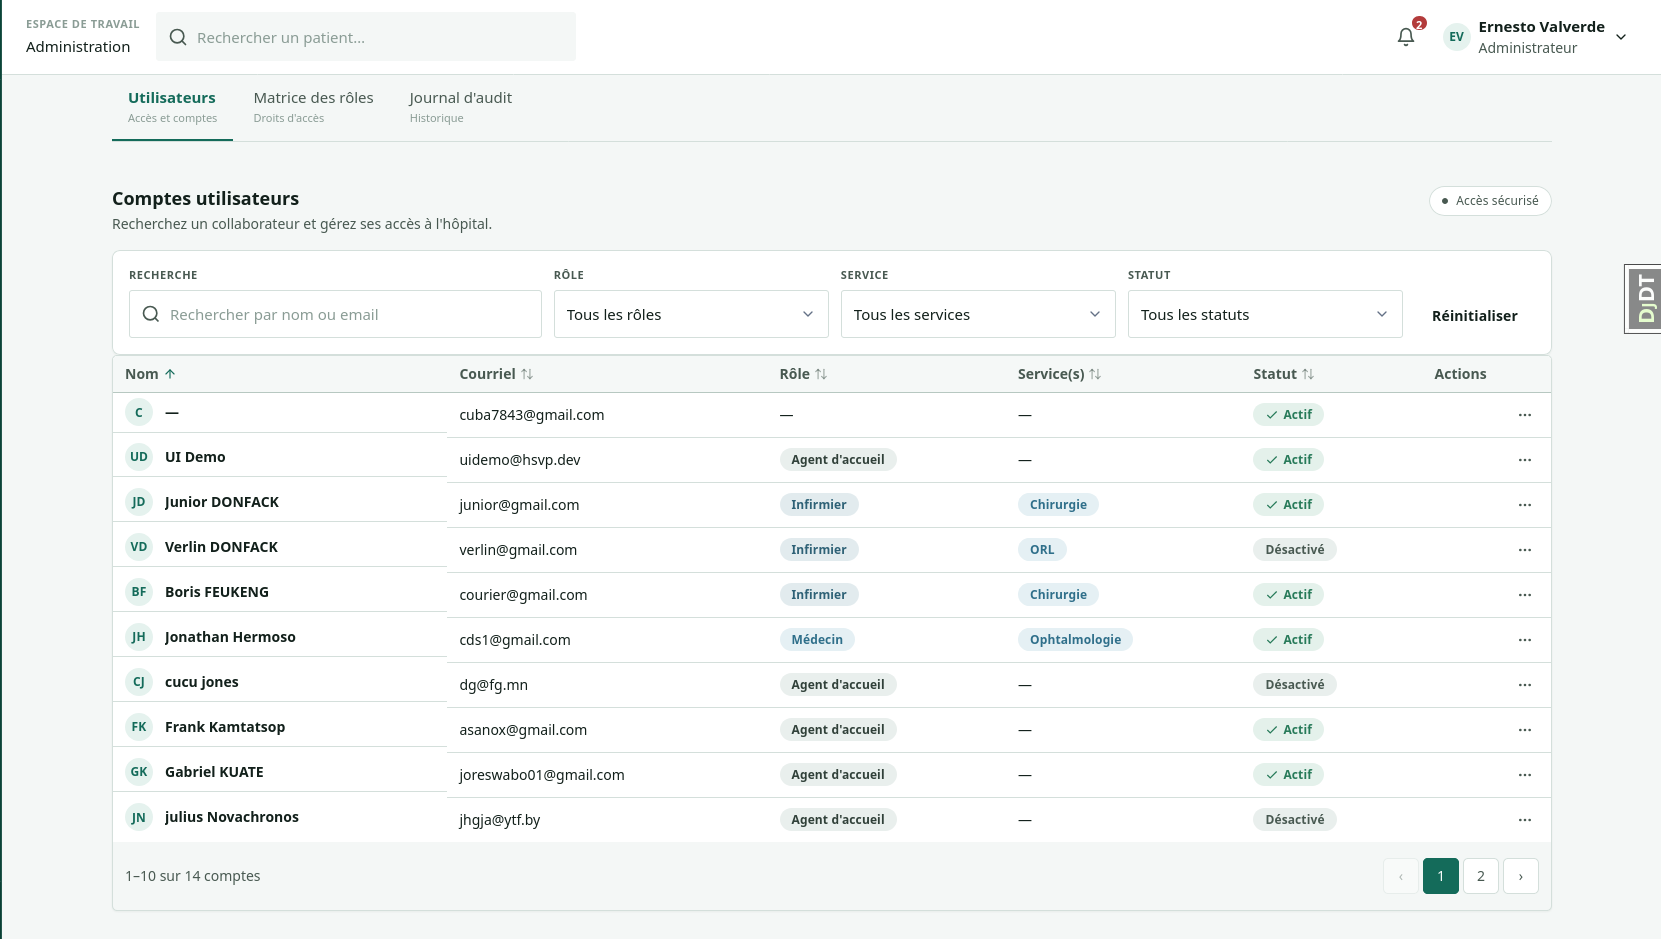 ESPACE DE TRAVAIL
Administration
Rechercher un patient...
2
EV
Ernesto Valverde
Administrateur
Utilisateurs
Accès et comptes
Matrice des rôles
Droits d'accès
Journal d'audit
Historique
Comptes utilisateurs
Recherchez un collaborateur et gérez ses accès à l'hôpital.
Accès sécurisé
RECHERCHE
Rechercher par nom ou email
RÔLE
Tous les rôles
SERVICE
Tous les services
STATUT
Tous les statuts
Réinitialiser
DjDT
Nom Courriel Rôle Service(s) Statut Actions
C — cuba7843@gmail.com — — Actif ...
UD UI Demo uidemo@hsvp.dev Agent d'accueil — Actif ...
JD Junior DONFACK junior@gmail.com Infirmier Chirurgie Actif ...
VD Verlin DONFACK verlin@gmail.com Infirmier ORL Désactivé ...
BF Boris FEUKENG courier@gmail.com Infirmier Chirurgie Actif ...
JH Jonathan Hermoso cds1@gmail.com Médecin Ophtalmologie Actif ...
CJ cucu jones dg@fg.mn Agent d'accueil — Désactivé ...
FK Frank Kamtatsop asanox@gmail.com Agent d'accueil — Actif ...
GK Gabriel KUATE joreswabo01@gmail.com Agent d'accueil — Actif ...
JN julius Novachronos jhgja@ytf.by Agent d'accueil — Désactivé ...
1–10 sur 14 comptes
‹ 1 2 ›